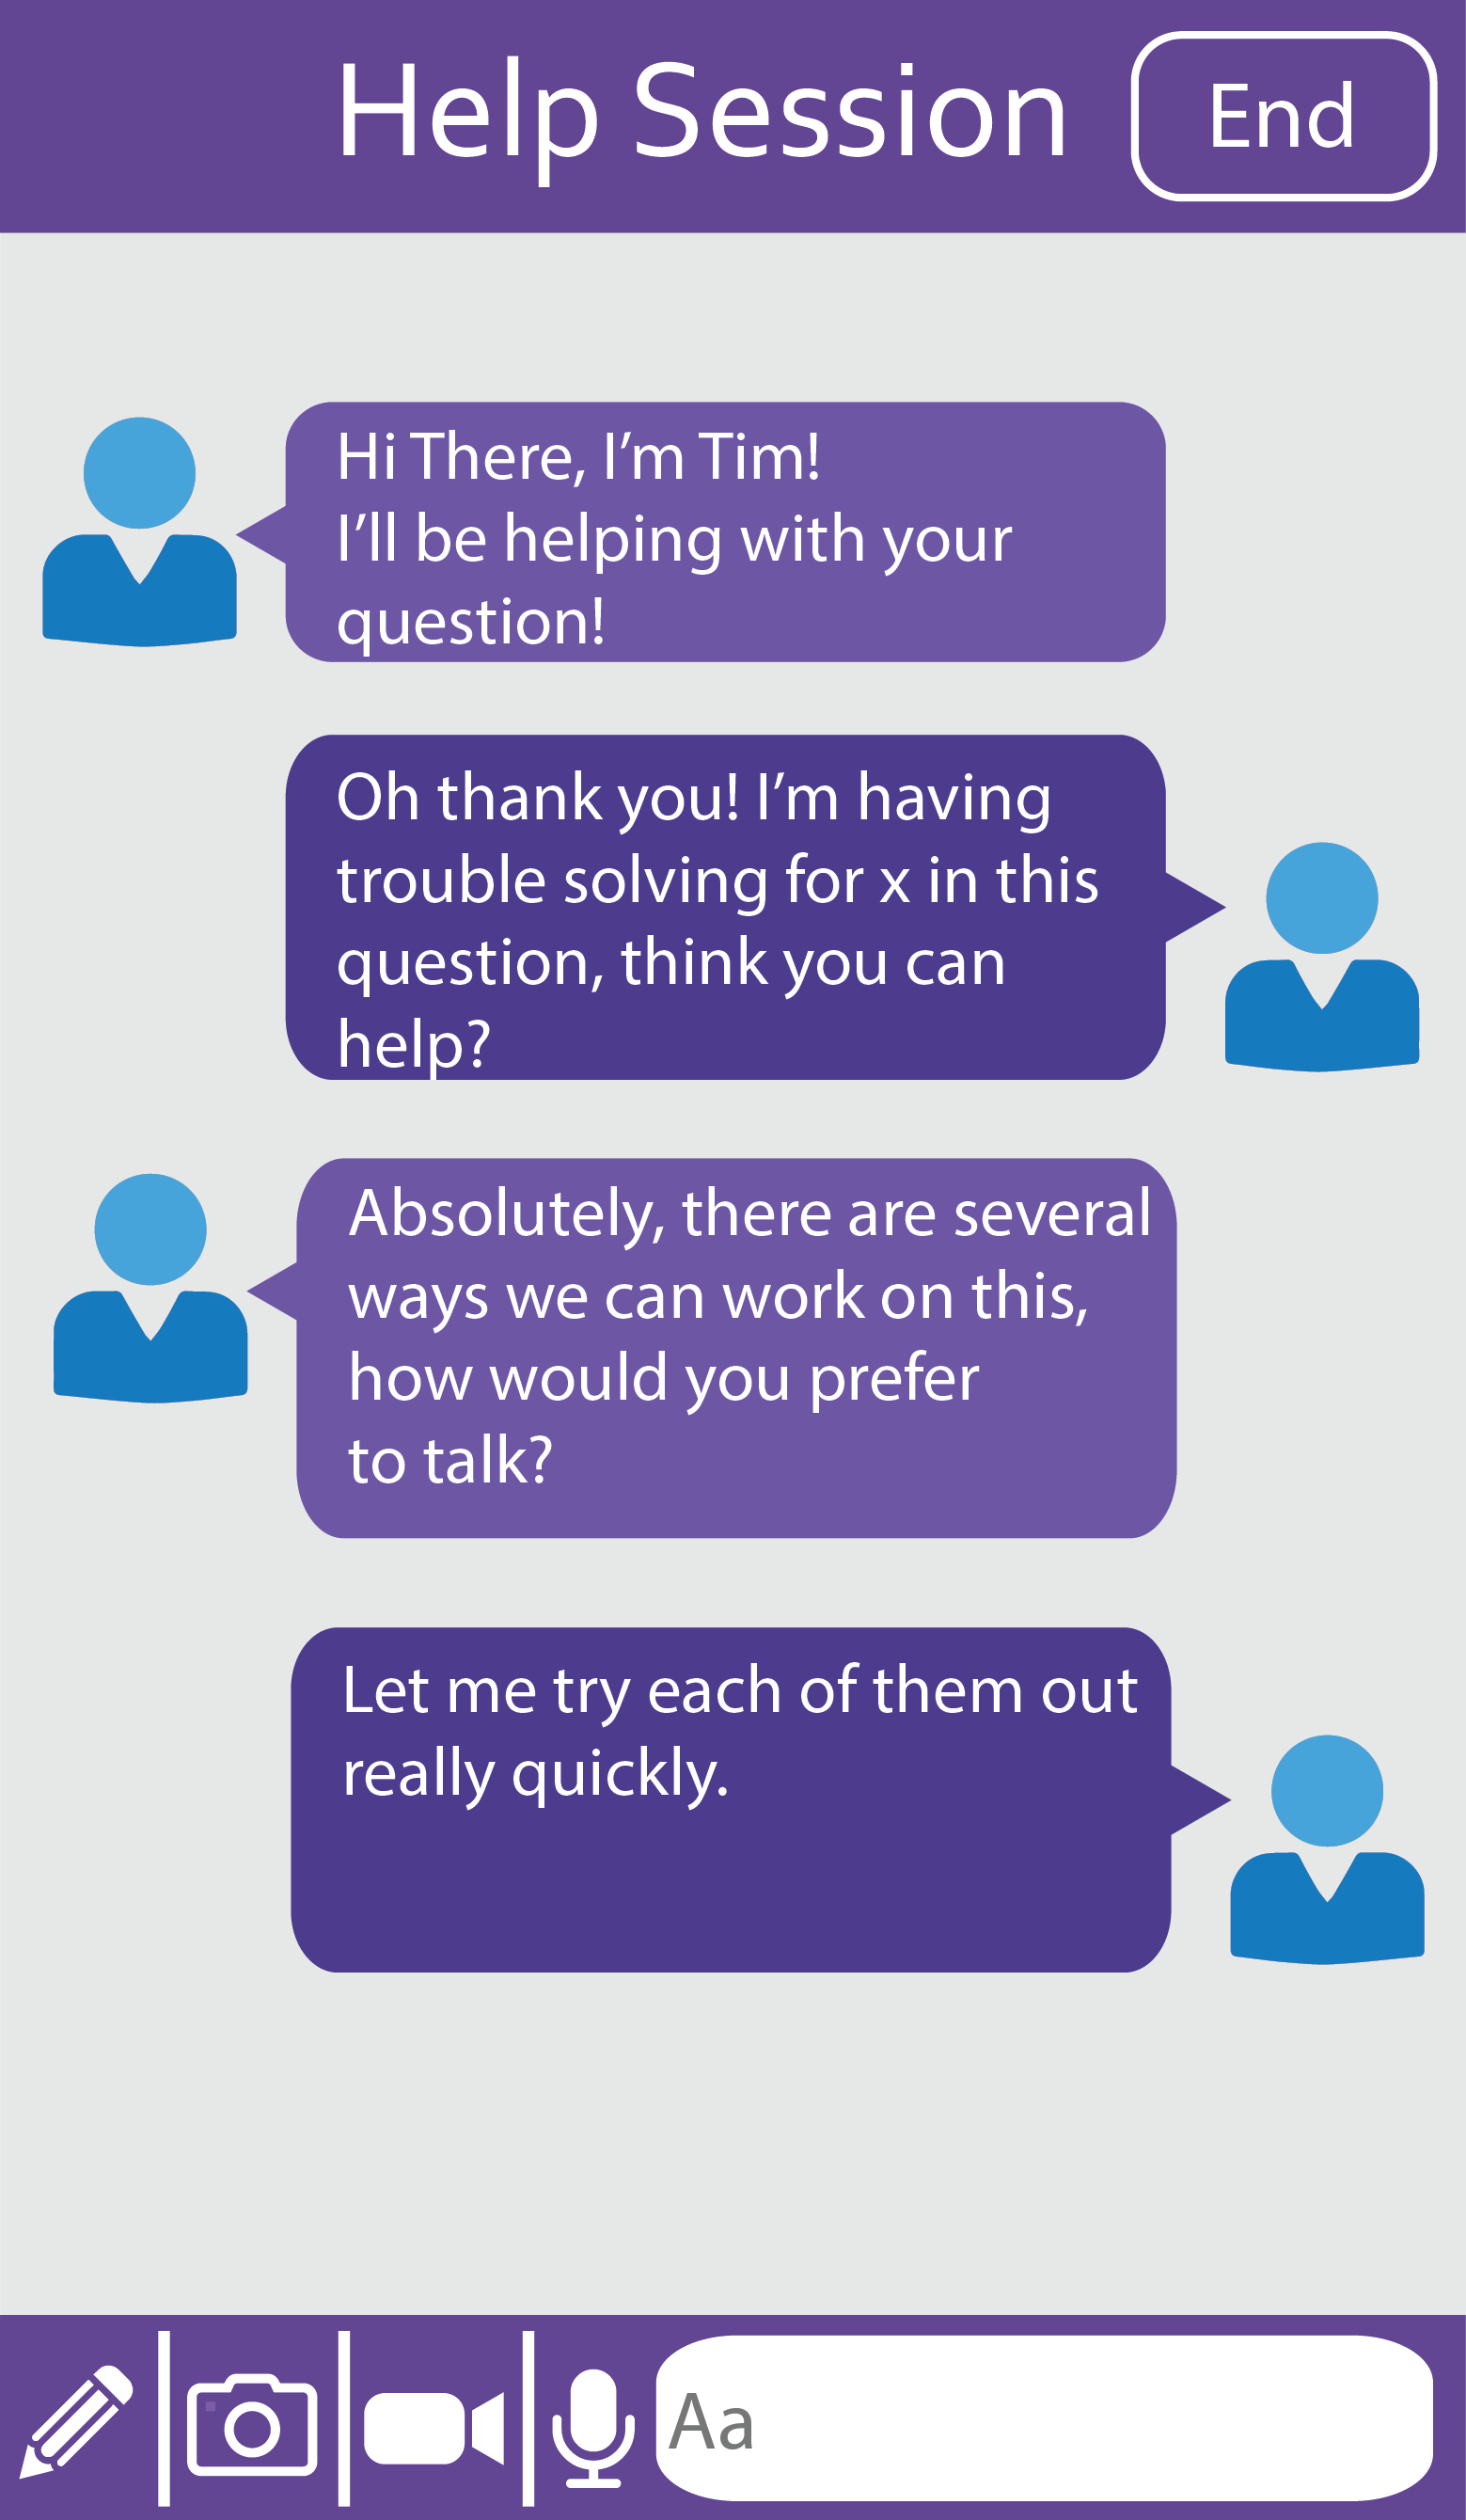 Help Session
End
Hi There, I’m Tim!
I’ll be helping with your
question!
Oh thank you! I’m having
trouble solving for x in this
question, think you can
help?
Absolutely, there are several
ways we can work on this,
how would you prefer
to talk?
Let me try each of them out
really quickly.
Aa